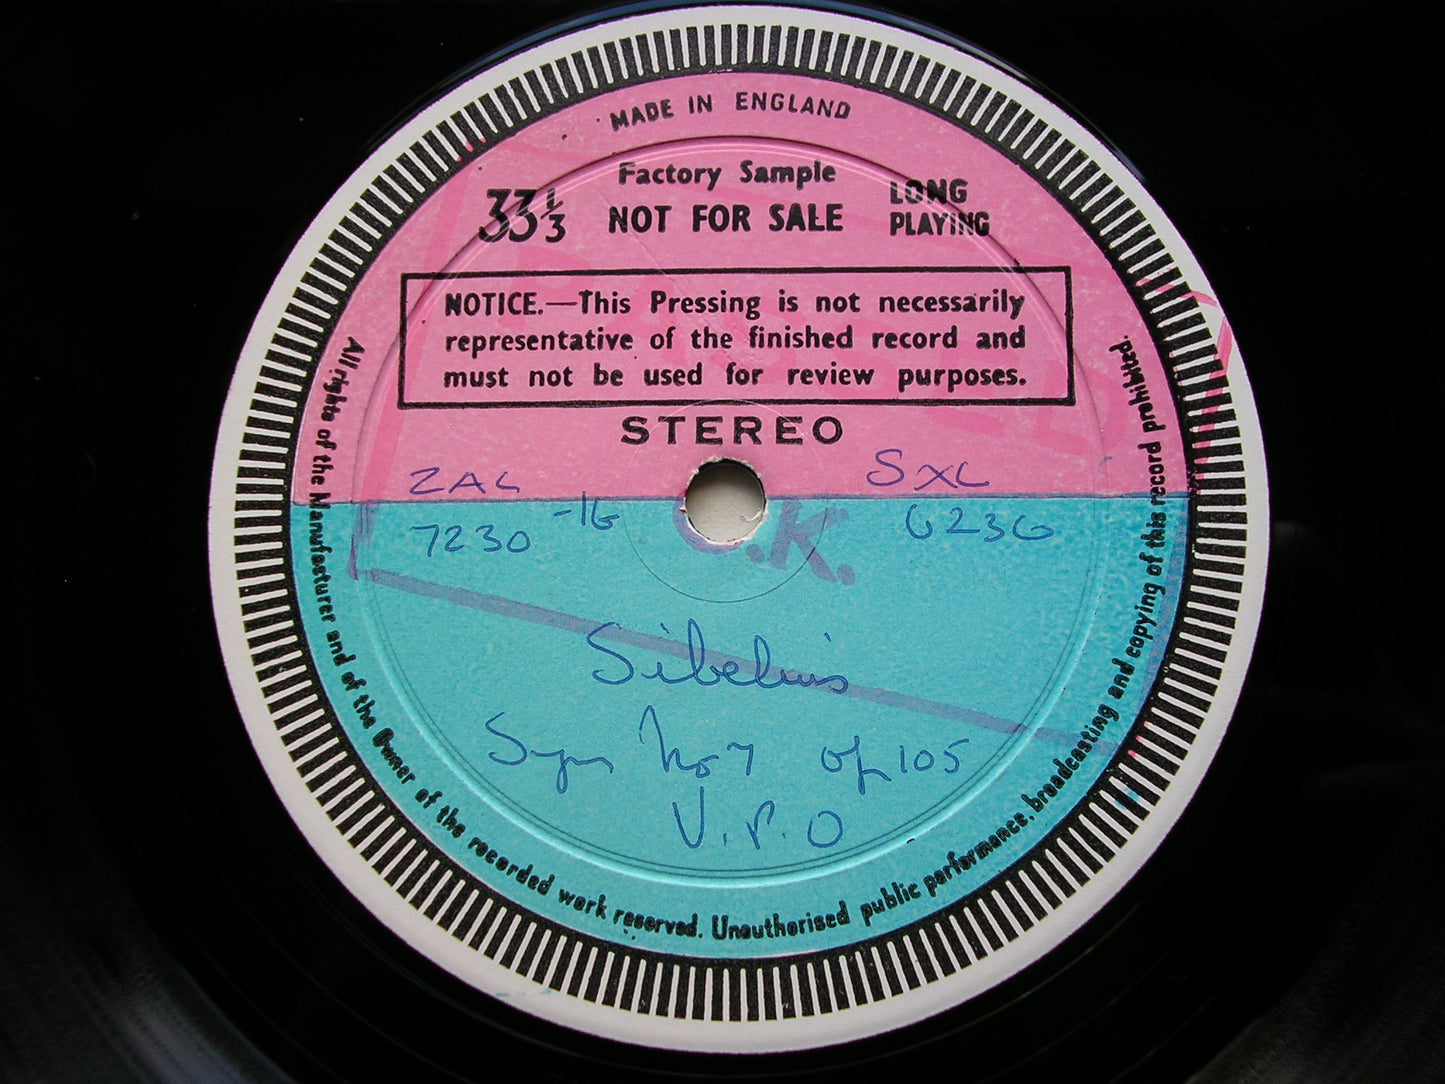 MADE IN ENGLAND
Factory Sample
33⅓ NOT FOR SALE LONG PLAYING
NOTICE.—This Pressing is not necessarily
representative of the finished record and
must not be used for review purposes.
STEREO
ZAL SXL
7230 -1G 6236
O.K.
Sibelius
Sym No 7 op 105
V.P.O
All rights of the Manufacturer and of the Owner of the recorded work reserved. Unauthorised public performance, broadcasting and copying of this record prohibited.